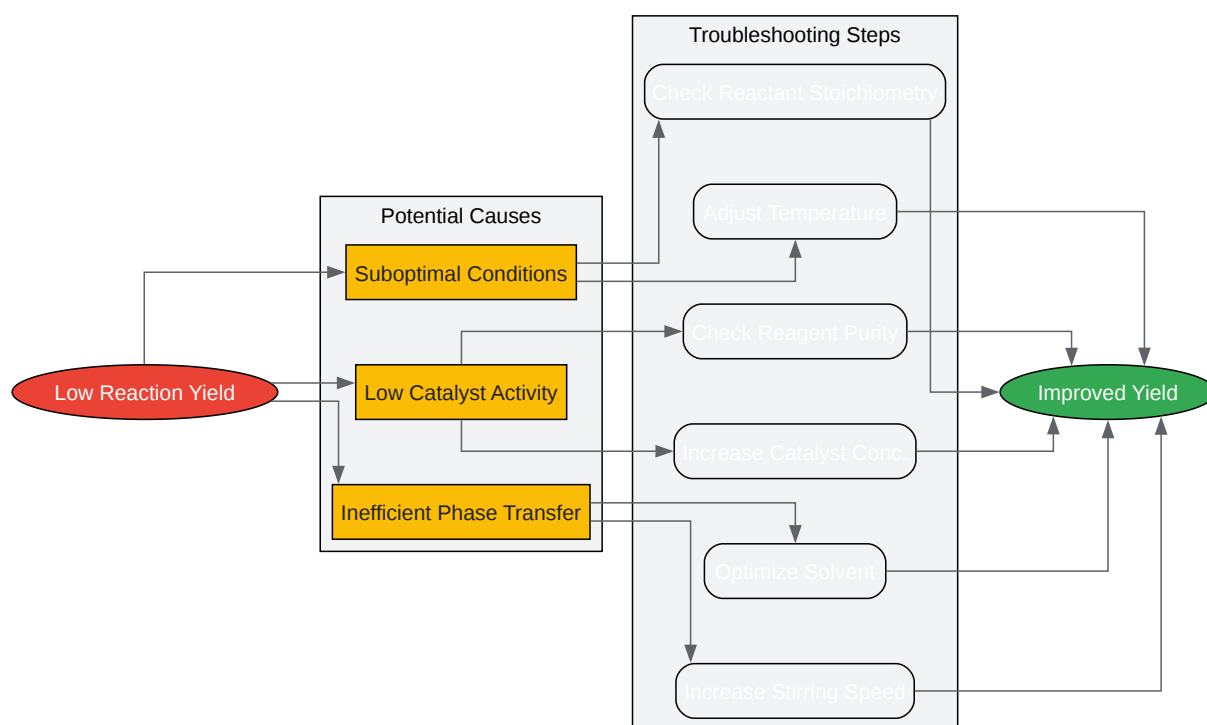 Troubleshooting Steps
Check Reactant Stoichiometry
Adjust Temperature
Potential Causes
Suboptimal Conditions
Check Reagent Purity
Low Reaction Yield
Low Catalyst Activity
Improved Yield
Increase Catalyst Conc.
Inefficient Phase Transfer
Optimize Solvent
Increase Stirring Speed